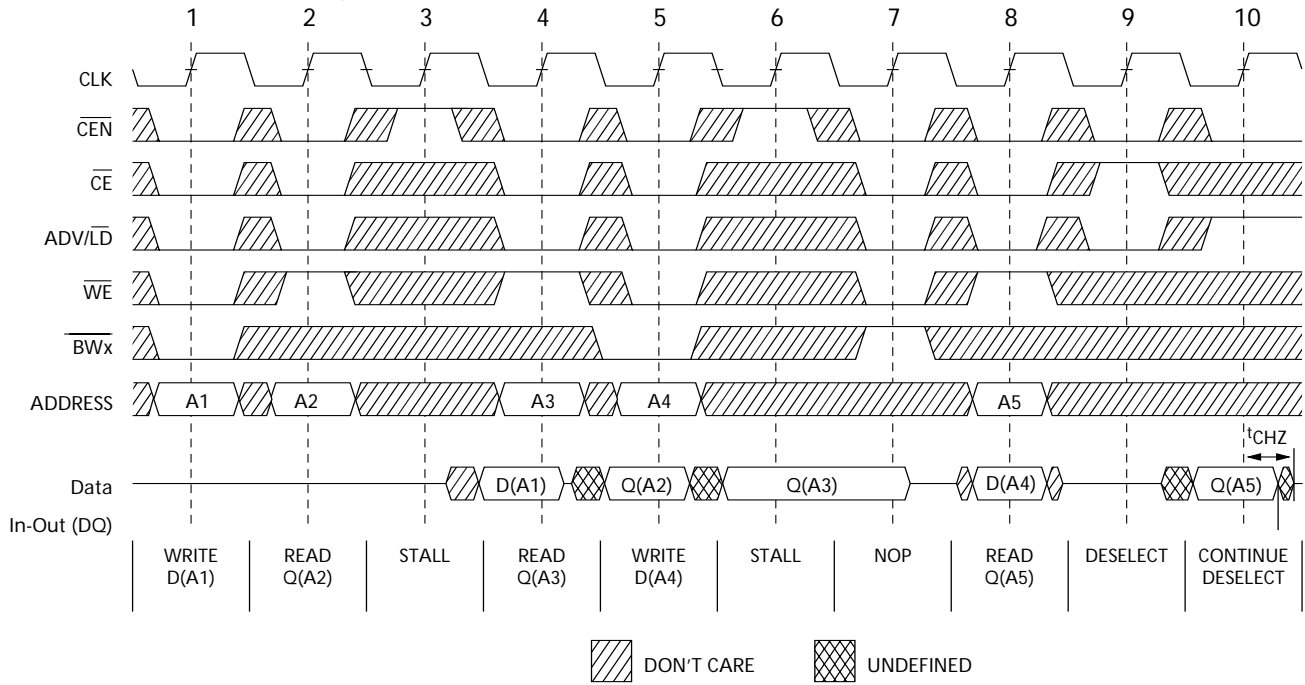 1 2 3 4 5 6 7 8 9 10
CLK
CEN
CE
ADV/LD
WE
BWx
ADDRESS A1 A2 A3 A4 A5
tCHZ
Data D(A1) Q(A2) Q(A3) D(A4) Q(A5)
In-Out (DQ)
WRITE READ STALL READ WRITE STALL NOP READ DESELECT CONTINUE
D(A1) Q(A2) Q(A3) D(A4) Q(A5) DESELECT
DON'T CARE UNDEFINED